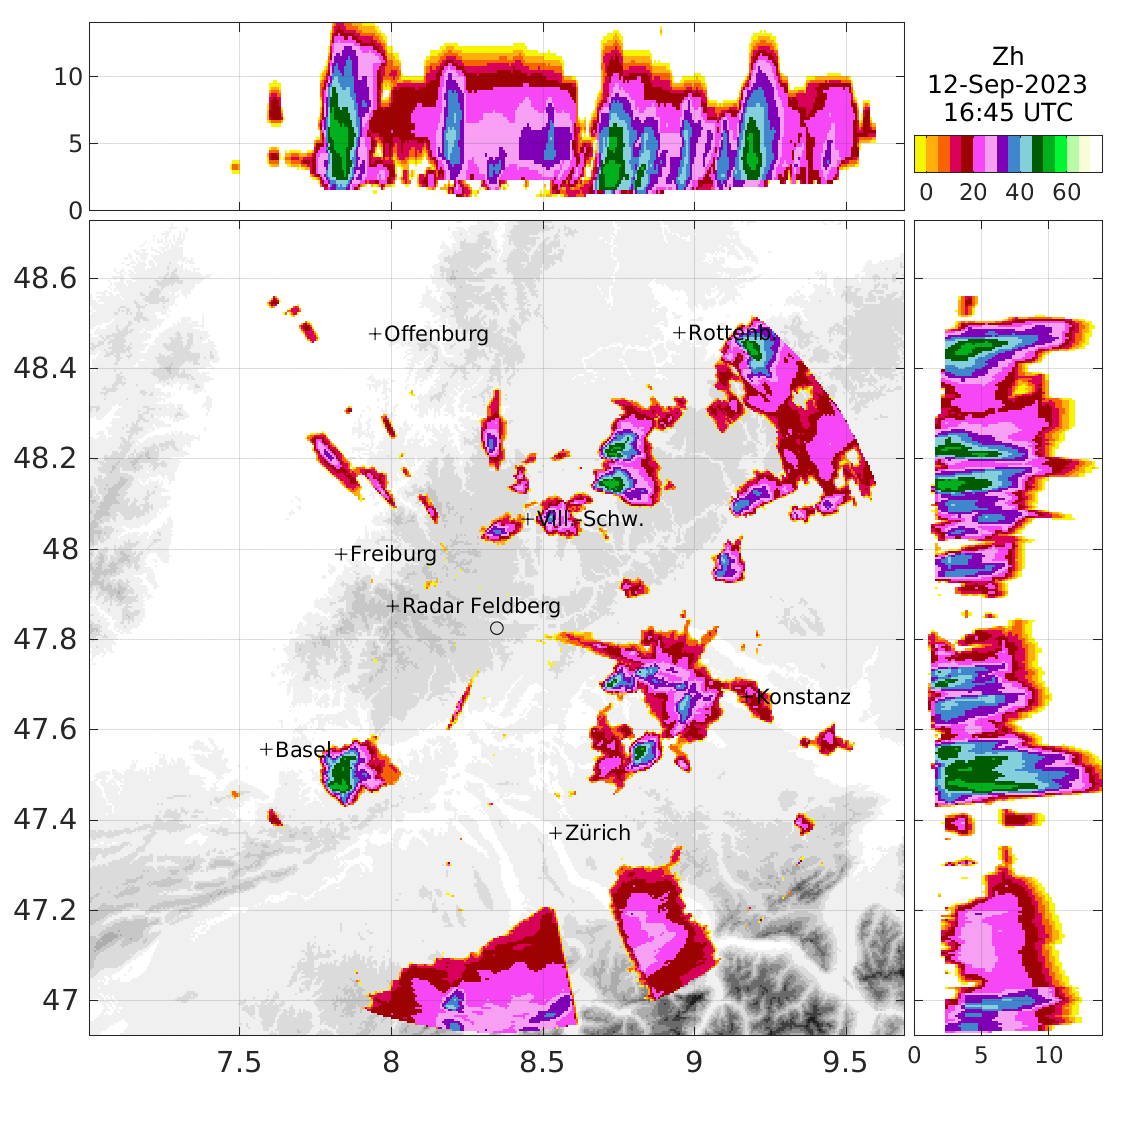 10
5
0
Zh
12-Sep-2023
16:45 UTC
0 20 40 60
48.6
48.4
48.2
48
47.8
47.6
47.4
47.2
47
+Offenburg
+Rottenb.
+Vill.-Schw.
+Freiburg
+Radar Feldberg
+Konstanz
+Basel
+Zürich
7.5 8 8.5 9 9.5
0 5 10